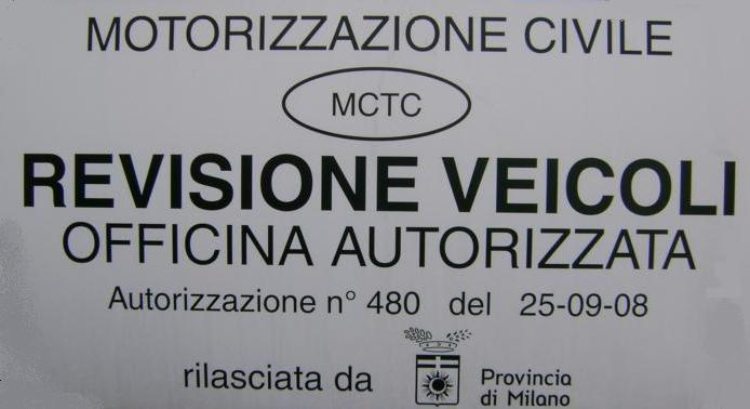 MOTORIZZAZIONE CIVILE
MCTC
REVISIONE VEICOLI
OFFICINA AUTORIZZATA
Autorizzazione n° 480 del 25-09-08
rilasciata da Provincia
di Milano